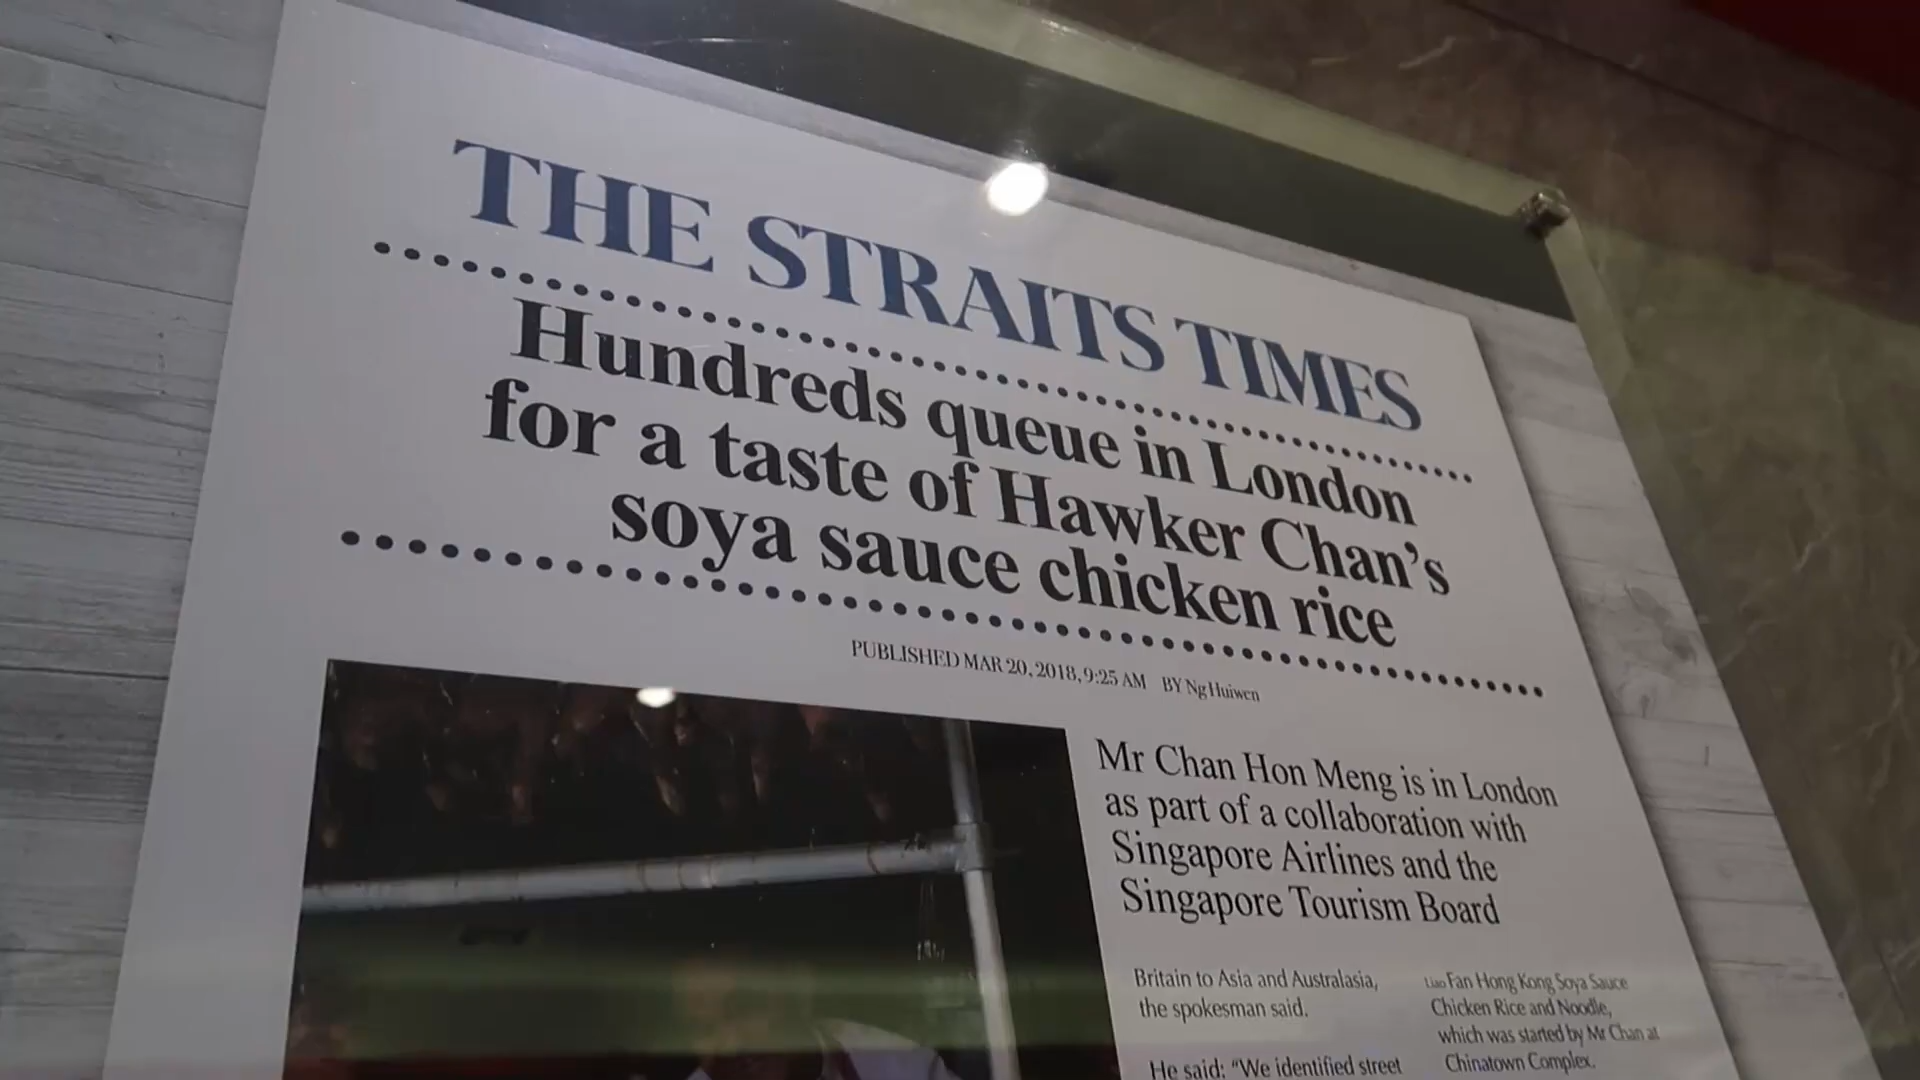 THE STRAITS TIMES
Hundreds queue in London
for a taste of Hawker Chan's
soya sauce chicken rice
PUBLISHED MAR 20, 2018, 9:25 AM BY Ng Huiwen
Mr Chan Hon Meng is in London
as part of a collaboration with
Singapore Airlines and the
Singapore Tourism Board
Britain to Asia and Australasia,
the spokesman said.
He said: "We identified street
Liao Fan Hong Kong Soya Sauce
Chicken Rice and Noodle,
which was started by Mr Chan at
Chinatown Complex.